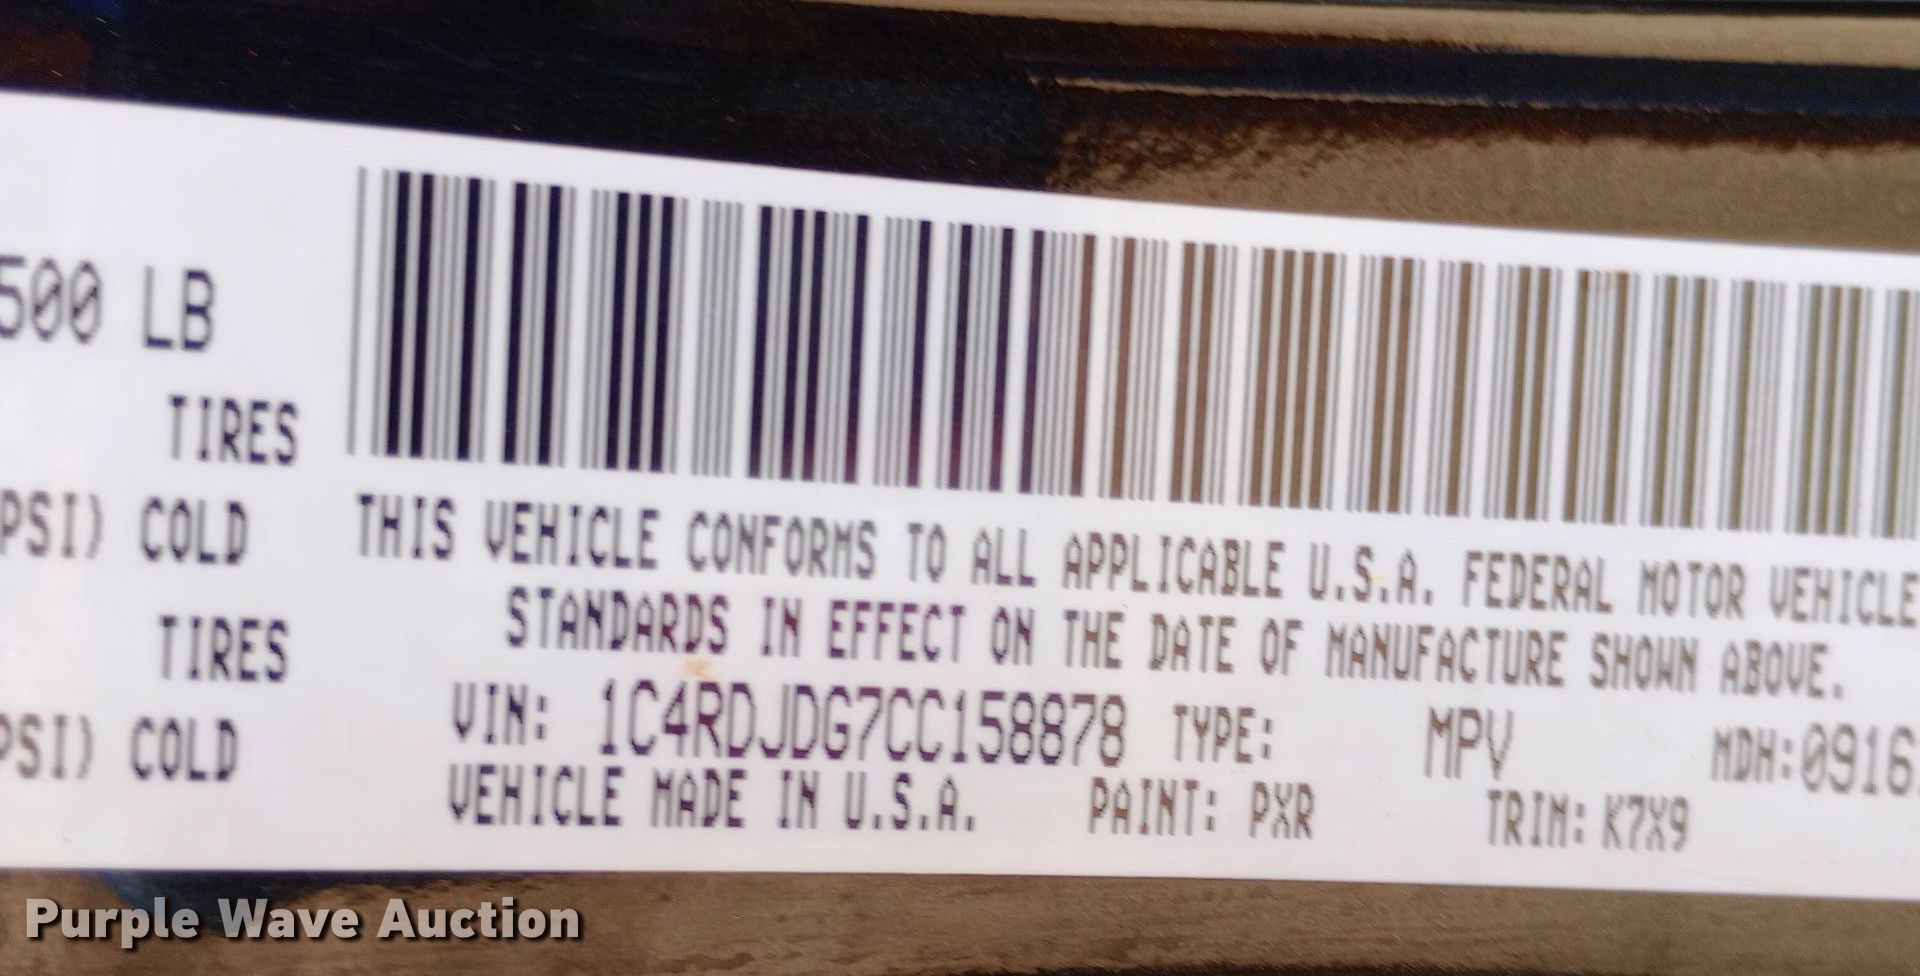 500 LB
TIRES
PSI) COLD
TIRES
PSI) COLD
THIS VEHICLE CONFORMS TO ALL APPLICABLE U.S.A. FEDERAL MOTOR VEHICLE
STANDARDS IN EFFECT ON THE DATE OF MANUFACTURE SHOWN ABOVE.
VIN: 1C4RDJDG7CC158878 TYPE: MPV MDH:0916
VEHICLE MADE IN U.S.A. PAINT: PXR TRIM: K7X9
Purple Wave Auction